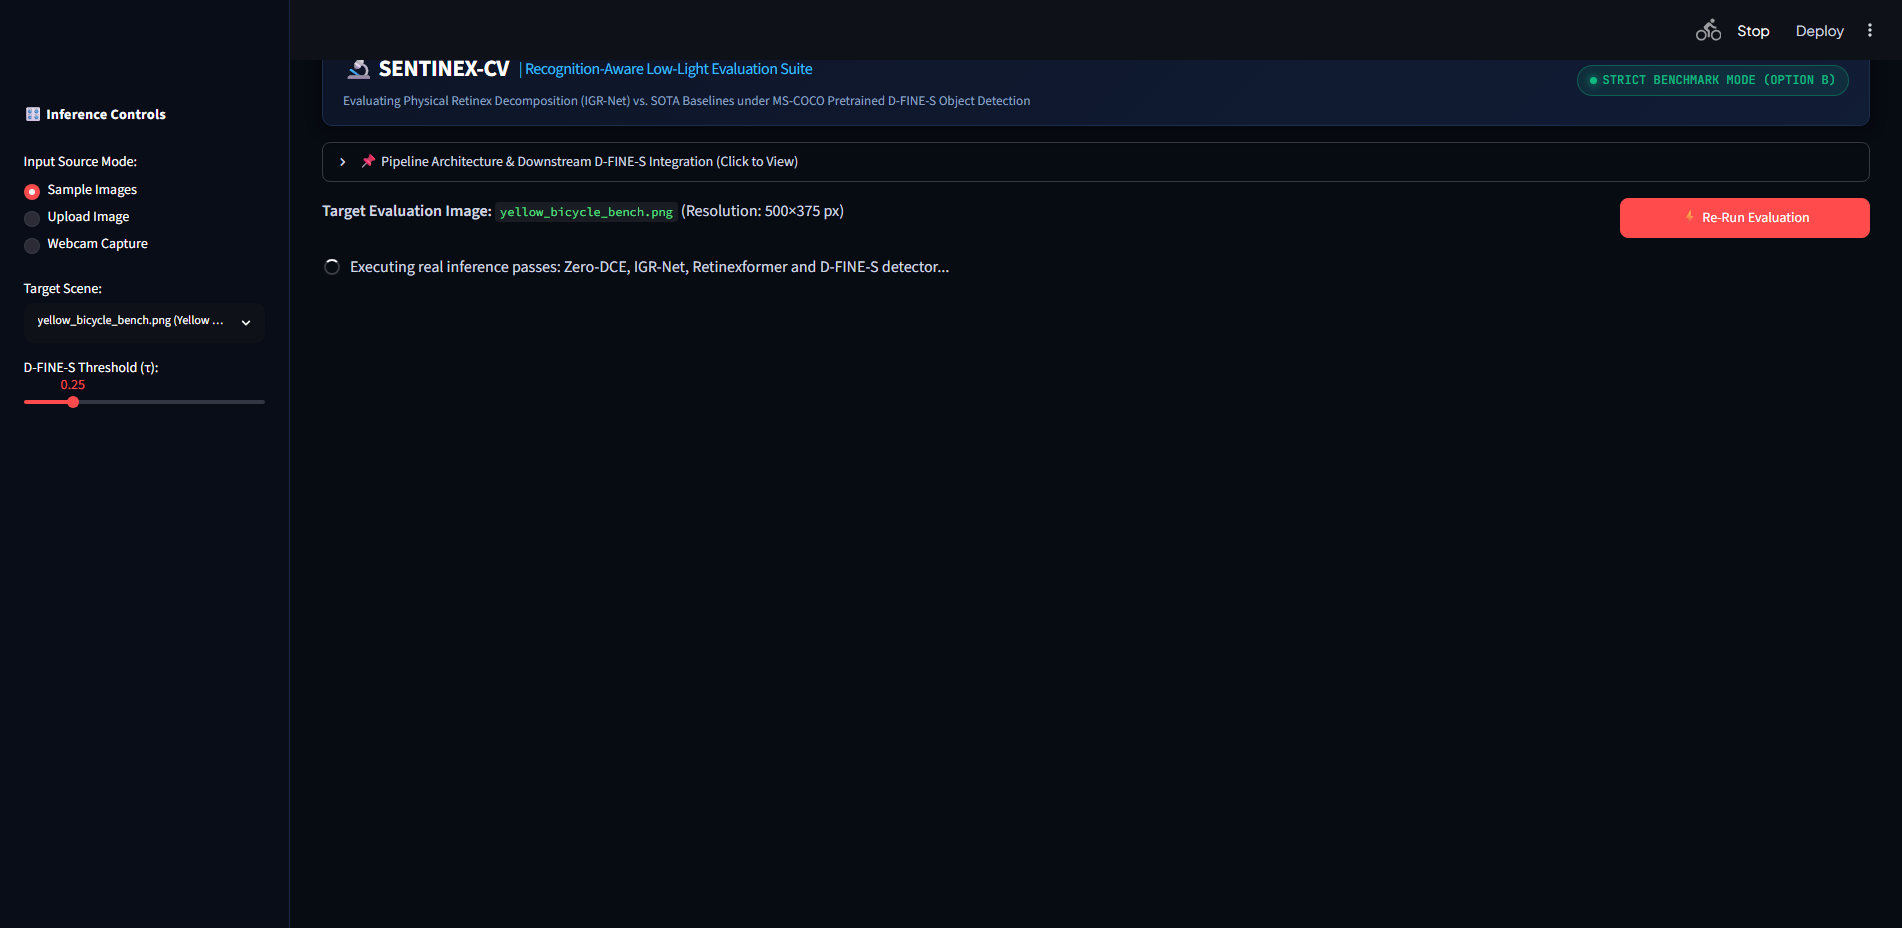 Stop
Deploy
Inference Controls
Input Source Mode:
Sample Images
Upload Image
Webcam Capture
Target Scene:
yellow_bicycle_bench.png (Yellow ...
D-FINE-S Threshold (τ):
0.25
SENTINEX-CV | Recognition-Aware Low-Light Evaluation Suite
Evaluating Physical Retinex Decomposition (IGR-Net) vs. SOTA Baselines under MS-COCO Pretrained D-FINE-S Object Detection
STRICT BENCHMARK MODE (OPTION B)
Pipeline Architecture & Downstream D-FINE-S Integration (Click to View)
Target Evaluation Image: yellow_bicycle_bench.png (Resolution: 500×375 px)
Re-Run Evaluation
Executing real inference passes: Zero-DCE, IGR-Net, Retinexformer and D-FINE-S detector...